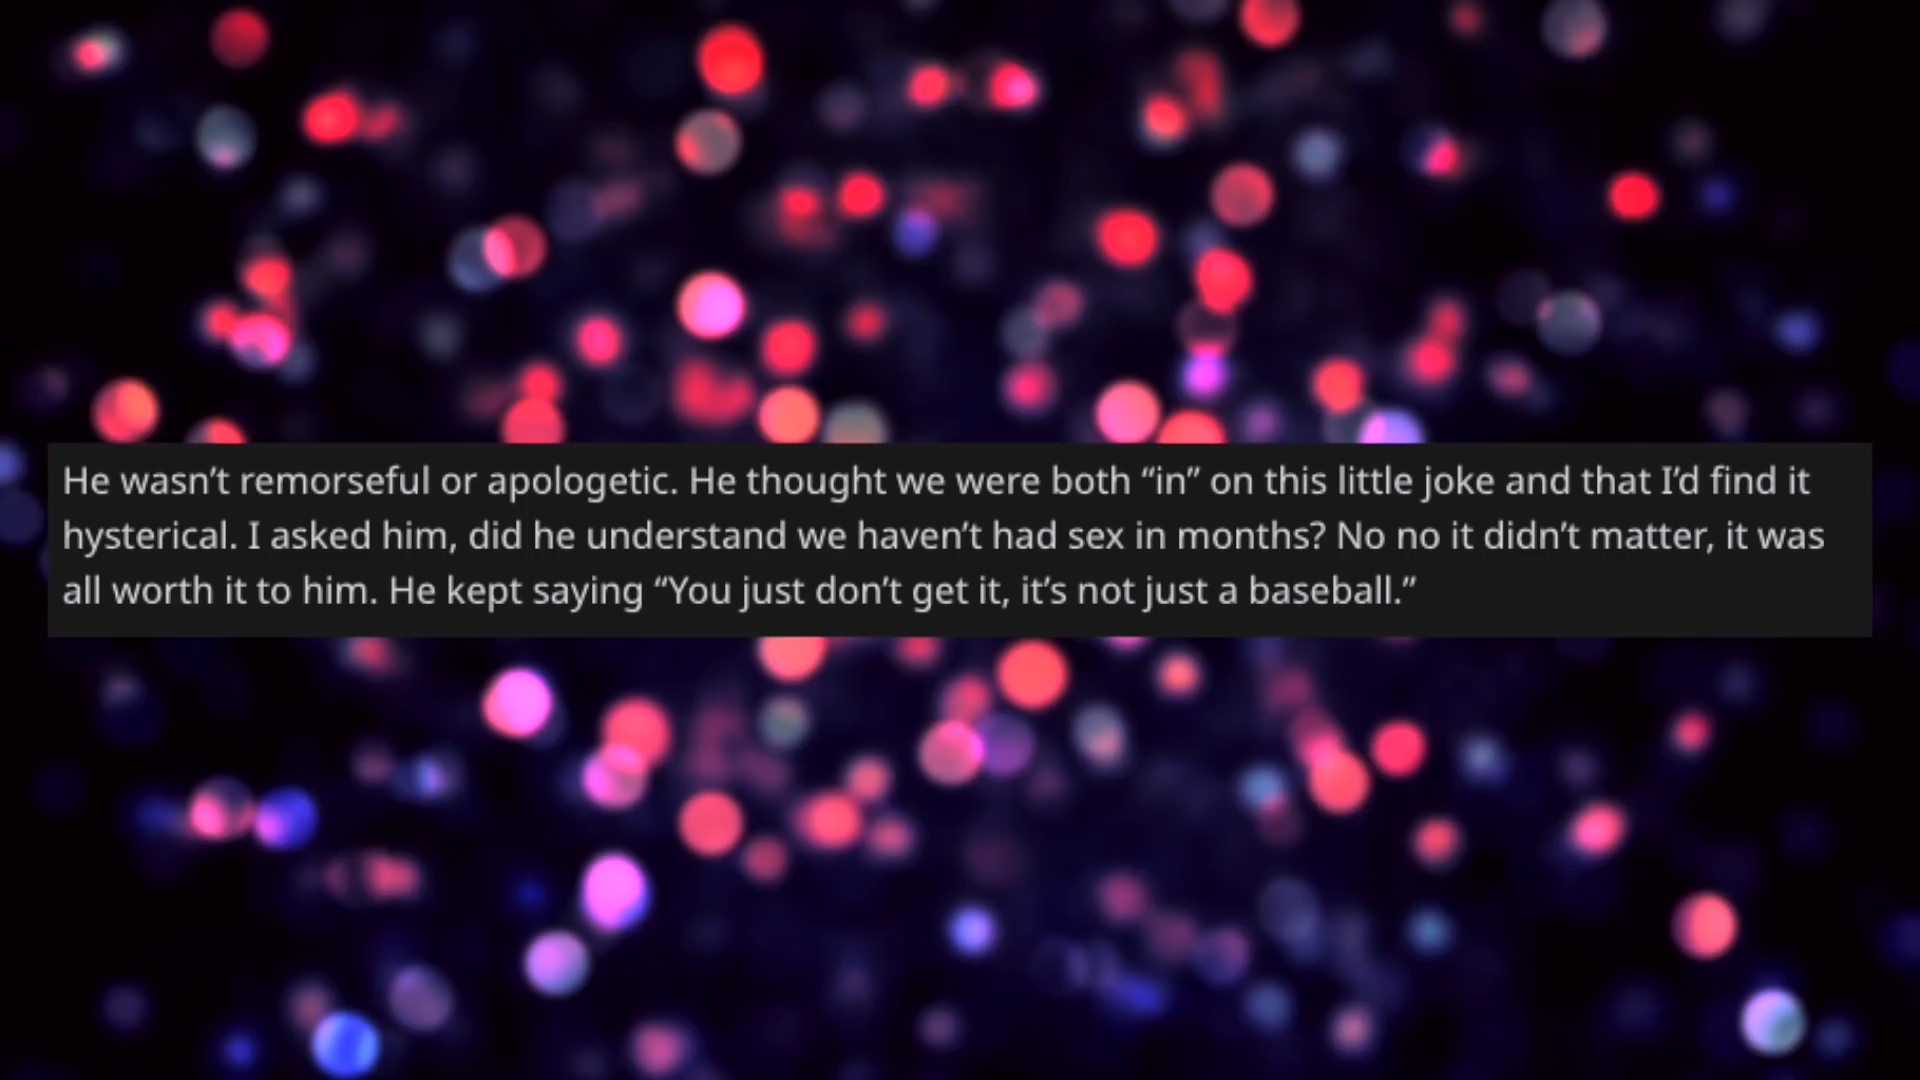 He wasn’t remorseful or apologetic. He thought we were both “in” on this little joke and that I’d find it
hysterical. I asked him, did he understand we haven’t had sex in months? No no it didn’t matter, it was
all worth it to him. He kept saying “You just don’t get it, it’s not just a baseball.”